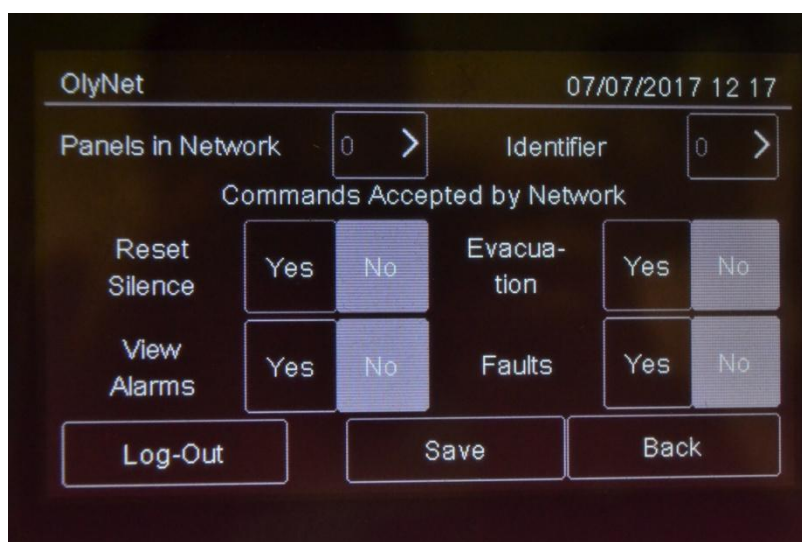 OlyNet 07/07/2017 12 17
Panels in Network 0 > Identifier 0 >
Commands Accepted by Network
Reset Silence Yes No Evacua-tion Yes No
View Alarms Yes No Faults Yes No
Log-Out Save Back